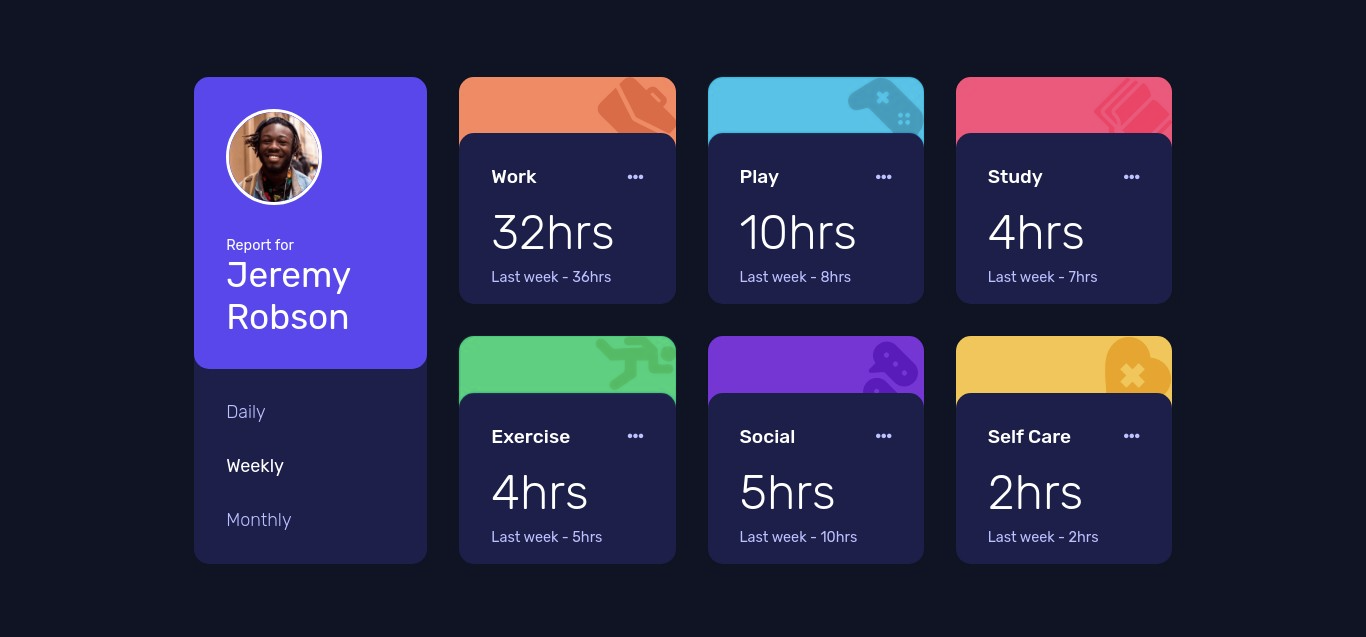 Report for
Jeremy
Robson
Daily
Weekly
Monthly
Work
32hrs
Last week - 36hrs
Play
10hrs
Last week - 8hrs
Study
4hrs
Last week - 7hrs
Exercise
4hrs
Last week - 5hrs
Social
5hrs
Last week - 10hrs
Self Care
2hrs
Last week - 2hrs